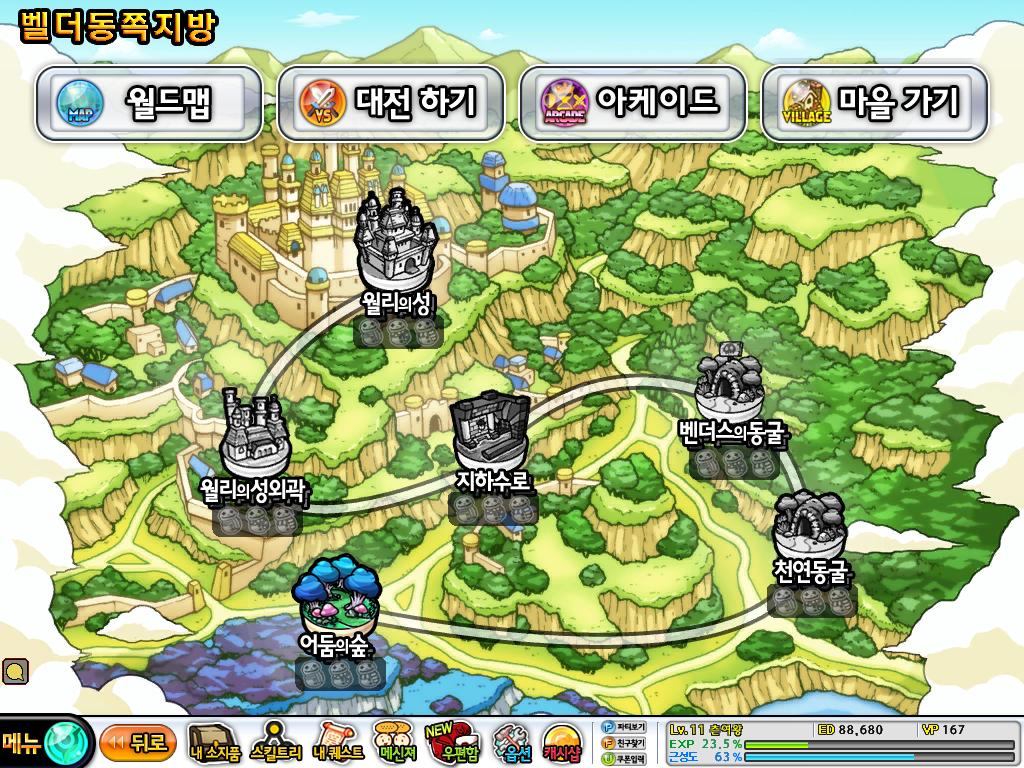 벨더동쪽지방
MAP 월드맵
VS 대전 하기
ARCADE 아케이드
VILLAGE 마을 가기
월리의성
벤더스의동굴
지하수로
월리의성외곽
천연동굴
어둠의숲
메뉴
뒤로
내 소지품
스킬트리
내 퀘스트
메신져
NEW 우편함
옵션
캐시샵
P 파티보기
F 친구찾기
U 쿠폰입력
Lv.11 ED 88,680 VP 167
EXP 23.5%
근성도 63%